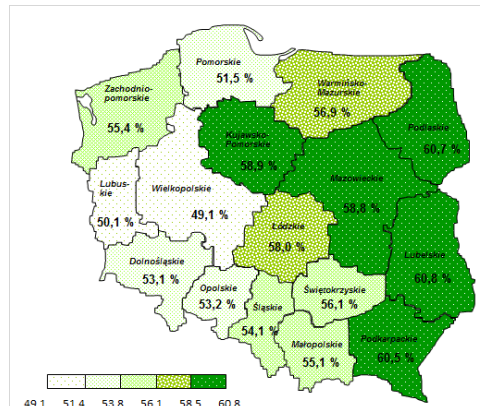 Pomorskie
51,5 %
Zachodnio-
pomorskie
55,4 %
Warmińsko-
Mazurskie
56,9 %
Podlaskie
60,7 %
Kujawsko-
Pomorskie
58,9 %
Mazowieckie
58,8 %
Lubus-
kie
50,1 %
Wielkopolskie
49,1 %
Łódzkie
58,0 %
Lubelskie
60,8 %
Dolnośląskie
53,1 %
Opolskie
53,2 %
Śląskie
54,1 %
Świętokrzyskie
56,1 %
Małopolskie
55,1 %
Podkarpackie
60,5 %
49,1 51,4 53,8 56,1 58,5 60,8